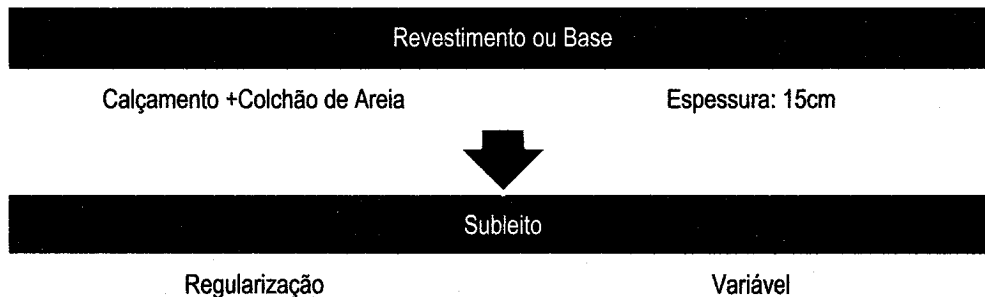 Revestimento ou Base
Calçamento +Colchão de Areia Espessura: 15cm
Subleito
Regularização Variável